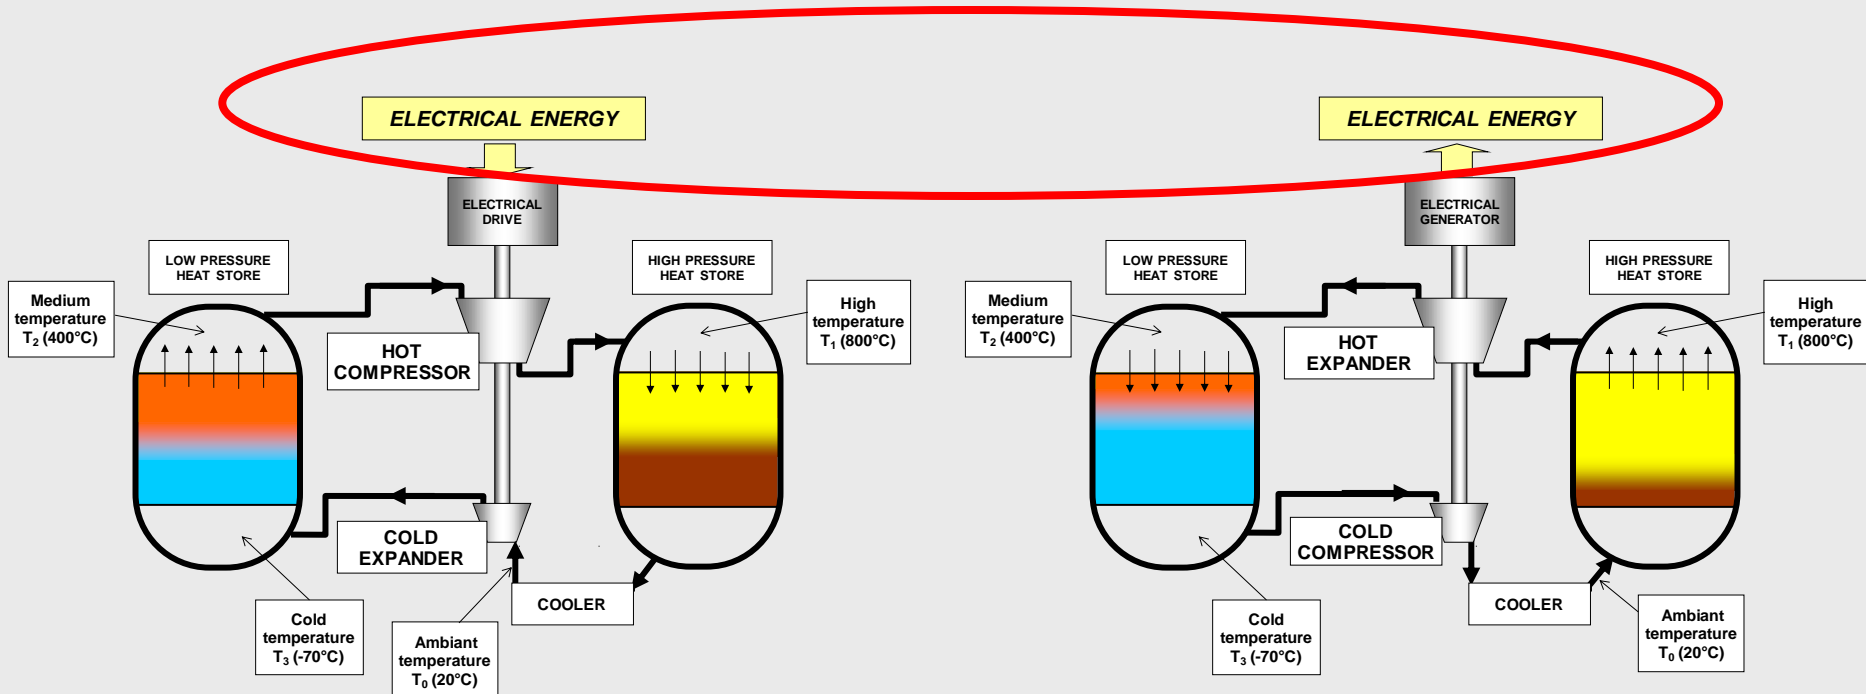 ELECTRICAL ENERGY
ELECTRICAL
DRIVE
LOW PRESSURE
HEAT STORE
HIGH PRESSURE
HEAT STORE
Medium
temperature
T₂ (400°C)
High
temperature
T₁ (800°C)
HOT
COMPRESSOR
COLD
EXPANDER
COOLER
Cold
temperature
T₃ (-70°C)
Ambiant
temperature
T₀ (20°C)
ELECTRICAL ENERGY
ELECTRICAL
GENERATOR
LOW PRESSURE
HEAT STORE
HIGH PRESSURE
HEAT STORE
Medium
temperature
T₂ (400°C)
High
temperature
T₁ (800°C)
HOT
EXPANDER
COLD
COMPRESSOR
COOLER
Cold
temperature
T₃ (-70°C)
Ambiant
temperature
T₀ (20°C)